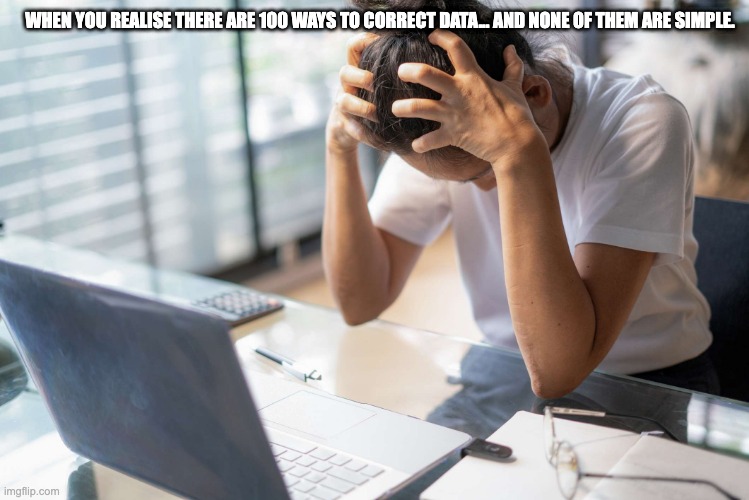 WHEN YOU REALISE THERE ARE 100 WAYS TO CORRECT DATA... AND NONE OF THEM ARE SIMPLE.
imgflip.com